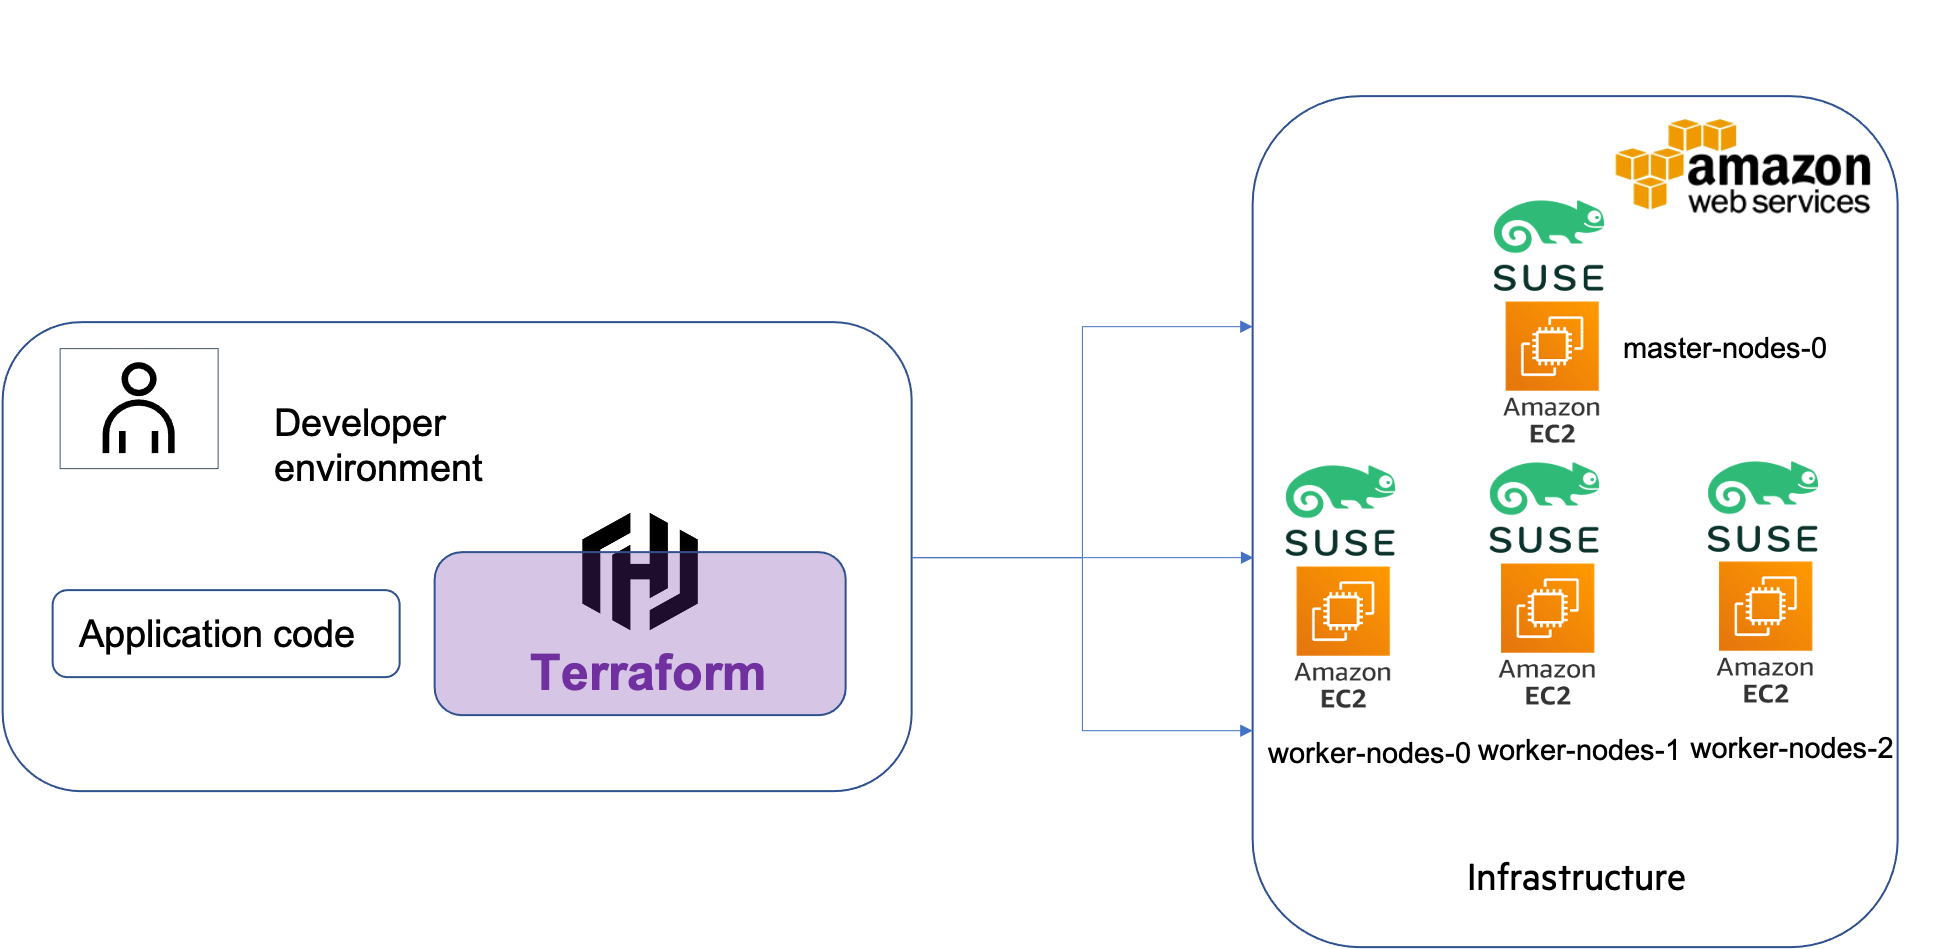 Developer
environment
Application code
Terraform
amazon
web services
SUSE
Amazon
EC2
master-nodes-0
SUSE
Amazon
EC2
worker-nodes-0
SUSE
Amazon
EC2
worker-nodes-1
SUSE
Amazon
EC2
worker-nodes-2
Infrastructure